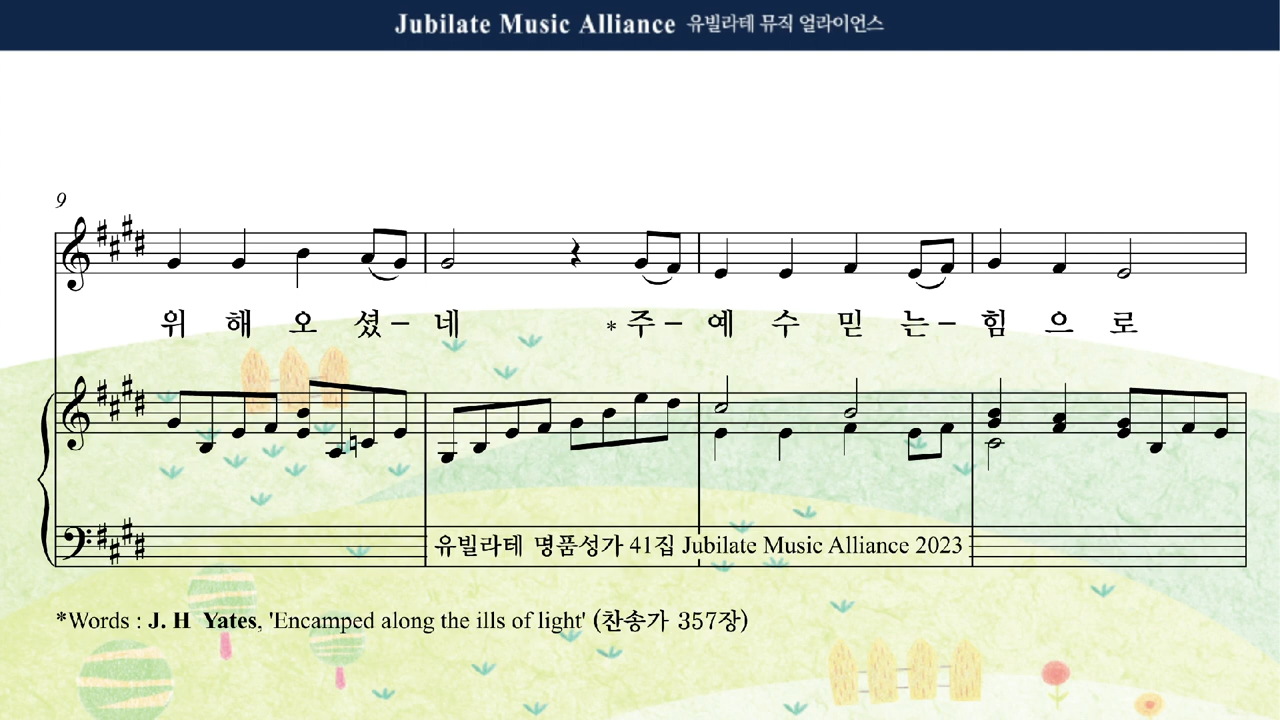 Jubilate Music Alliance 유빌라테 뮤직 얼라이언스
9
위 해 오 셨 – 네 * 주 – 예 수 믿 는 – 힘 으 로
유빌라테 명품성가 41집 Jubilate Music Alliance 2023
*Words : J. H Yates, 'Encamped along the ills of light' (찬송가 357장)